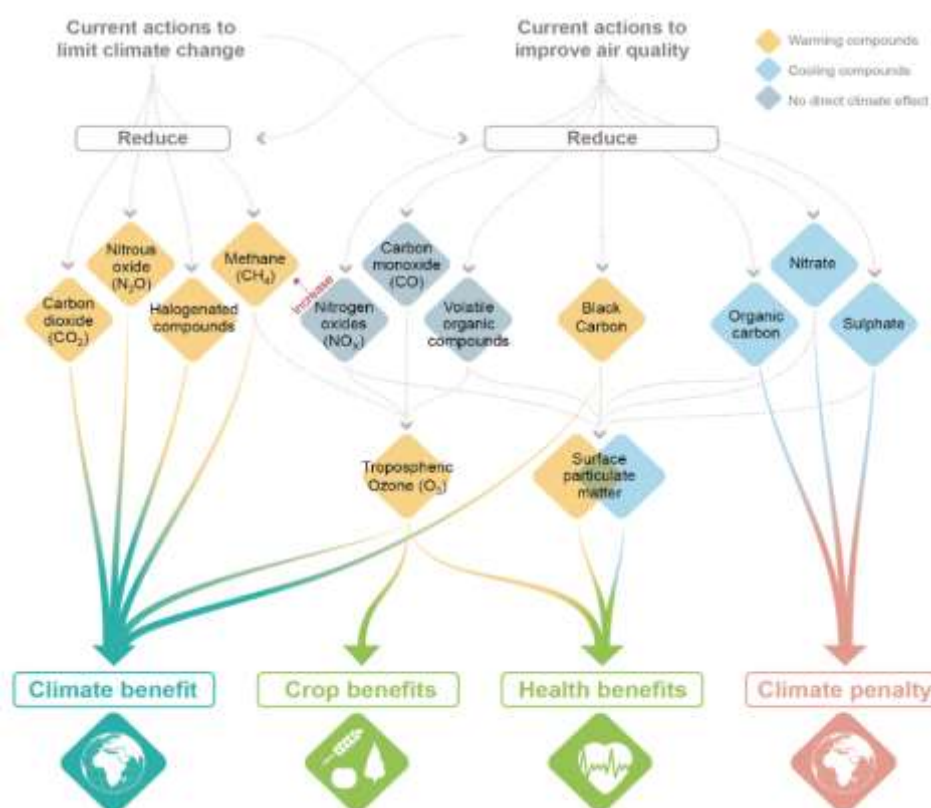 Current actions to
limit climate change
Current actions to
improve air quality
Warming compounds
Cooling compounds
No direct climate effect
Reduce
Reduce
Nitrous
oxide
(N₂O)
Methane
(CH₄)
Carbon
monoxide
(CO)
Nitrate
Increase
Carbon
dioxide
(CO₂)
Halogenated
compounds
Nitrogen
oxides
(NOₓ)
Volatile
organic
compounds
Black
Carbon
Organic
carbon
Sulphate
Tropospheric
Ozone (O₃)
Surface
particulate
matter
Climate benefit
Crop benefits
Health benefits
Climate penalty